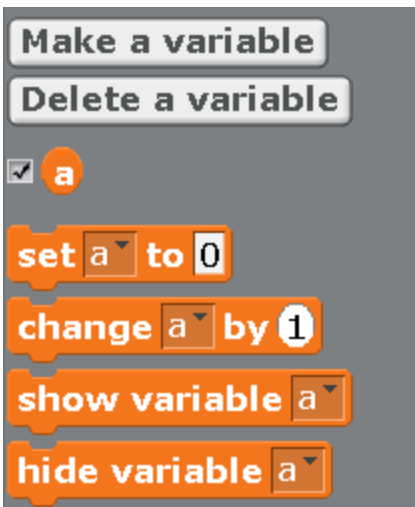 Make a variable
Delete a variable
a
set a to 0
change a by 1
show variable a
hide variable a